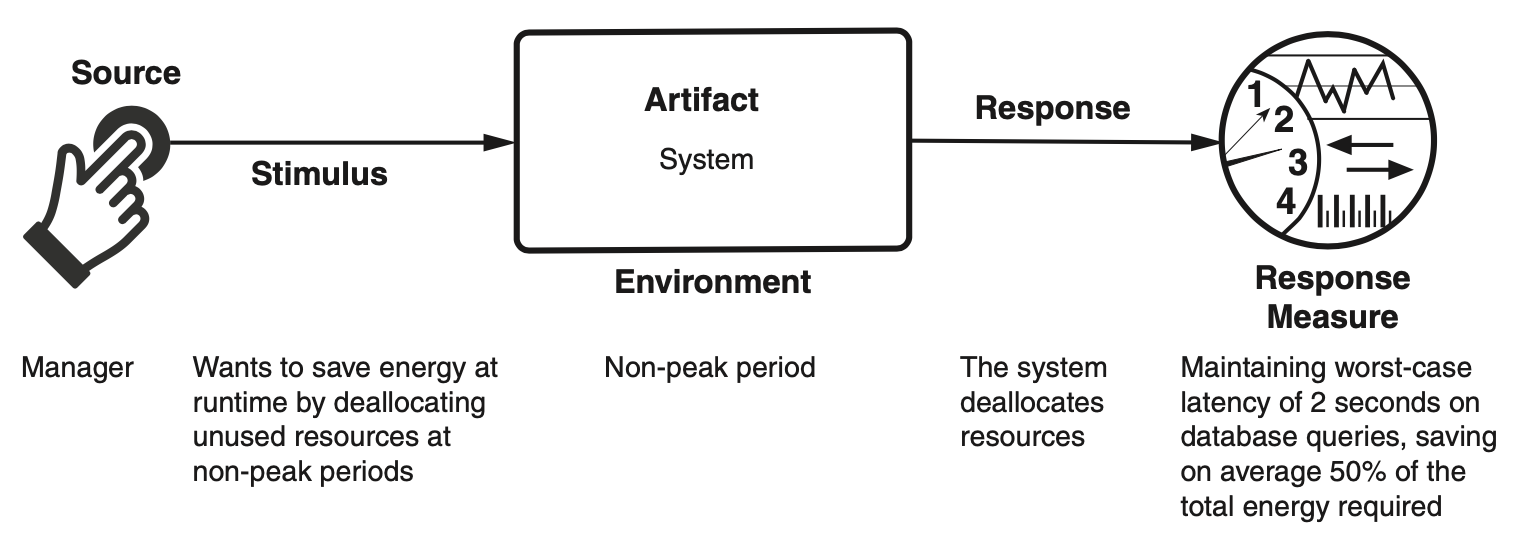 Source
Stimulus
Artifact
System
Environment
Response
1
2
3
4
Response
Measure
Manager
Wants to save energy at
runtime by deallocating
unused resources at
non-peak periods
Non-peak period
The system
deallocates
resources
Maintaining worst-case
latency of 2 seconds on
database queries, saving
on average 50% of the
total energy required